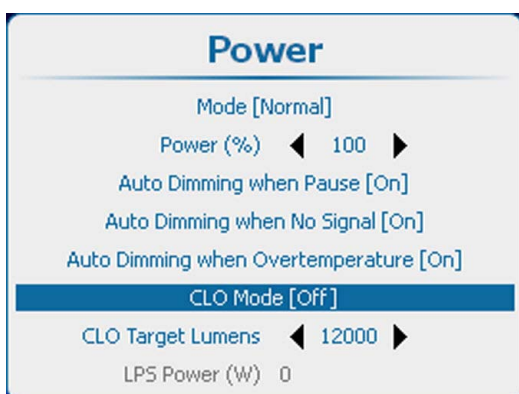 Power
Mode [Normal]
Power (%) 100
Auto Dimming when Pause [On]
Auto Dimming when No Signal [On]
Auto Dimming when Overtemperature [On]
CLO Mode [Off]
CLO Target Lumens 12000
LPS Power (W) 0